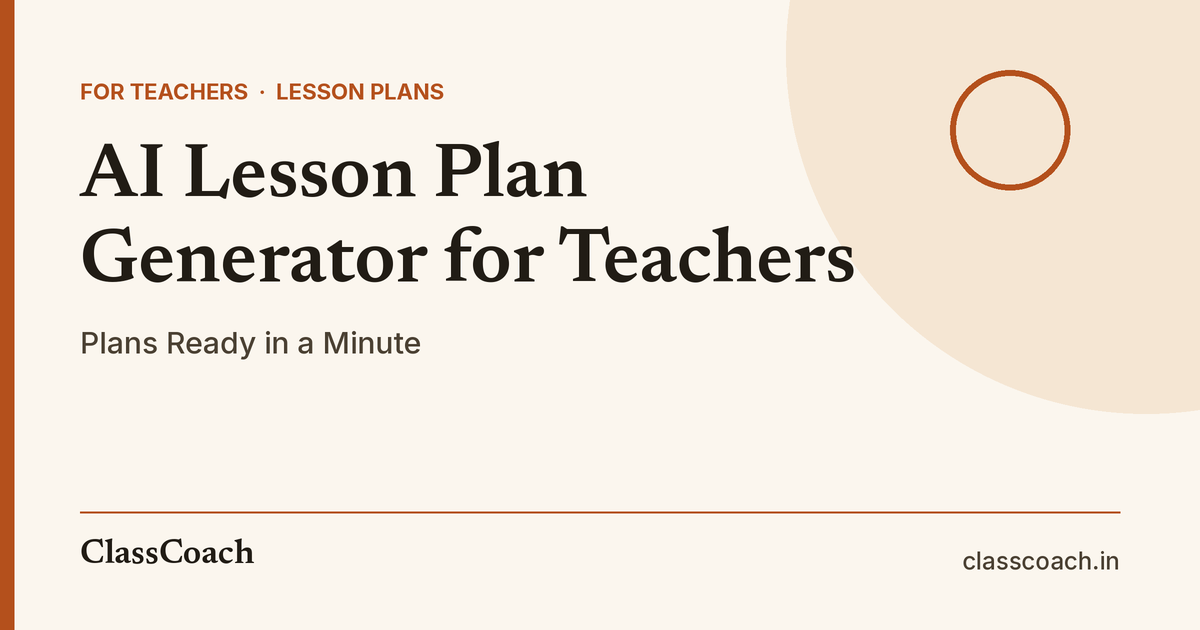 FOR TEACHERS · LESSON PLANS
AI Lesson Plan
Generator for Teachers
Plans Ready in a Minute
ClassCoach
classcoach.in